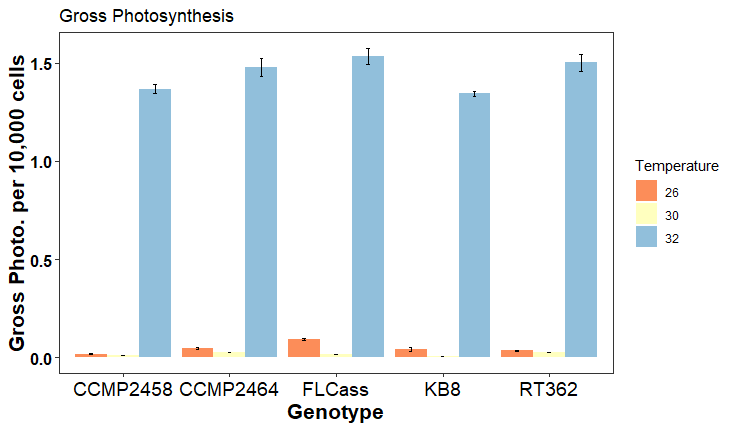 Gross Photosynthesis
Gross Photo. per 10,000 cells
1.5
1.0
0.5
0.0
CCMP2458 CCMP2464 FLCass KB8 RT362
Genotype
Temperature
26
30
32